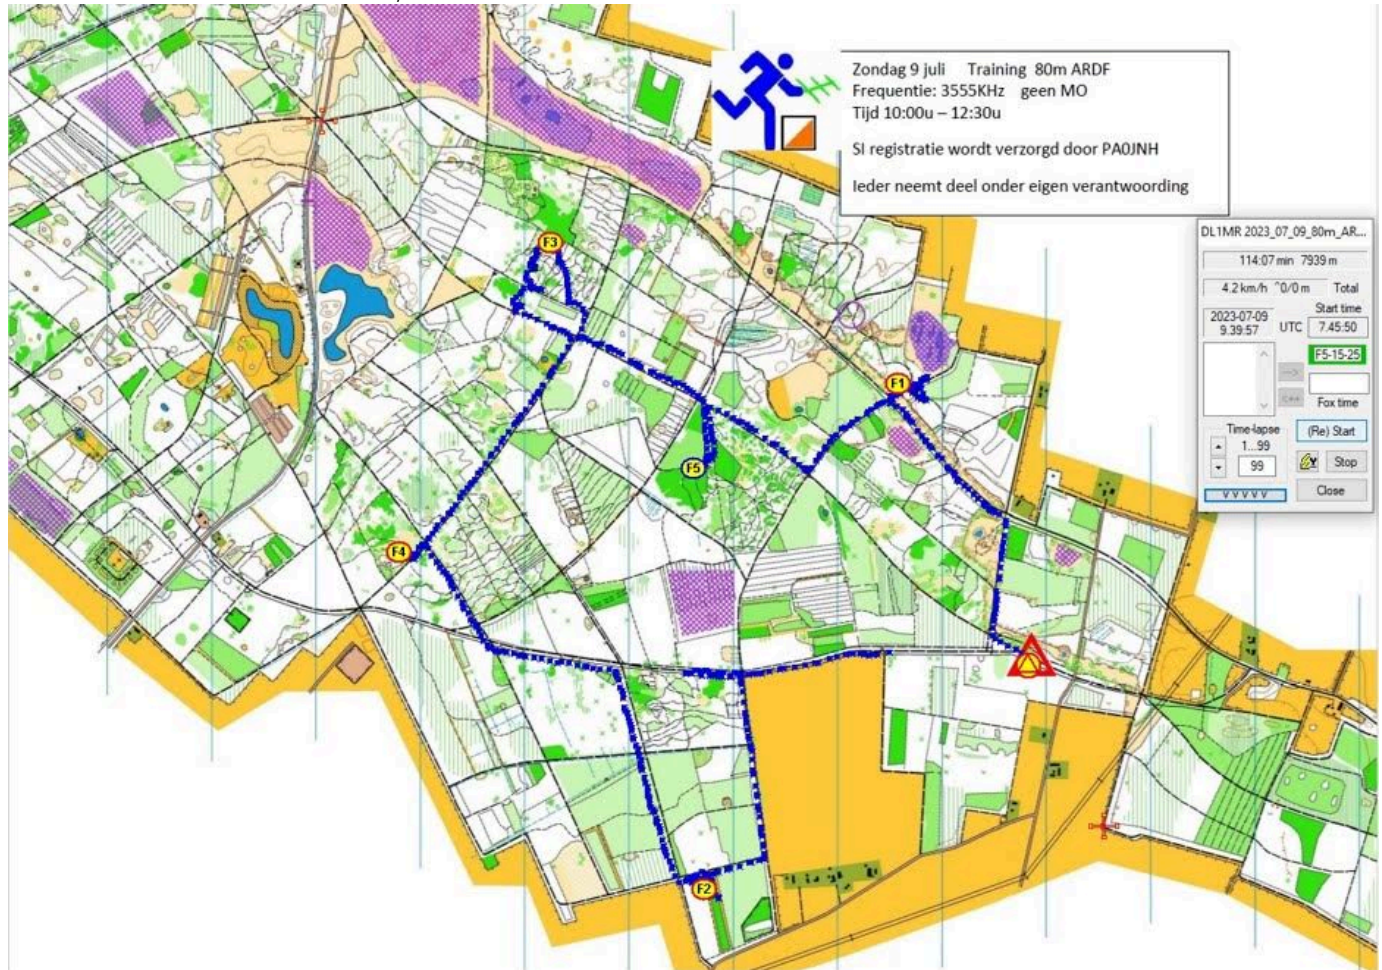 Zondag 9 juli Training 80m ARDF
Frequentie: 3555KHz geen MO
Tijd 10:00u – 12:30u
SI registratie wordt verzorgd door PA0JNH
Ieder neemt deel onder eigen verantwoording
DL1MR 2023_07_09_80m_AR...
114:07 min 7939 m
4.2 km/h ^0/0 m Total
Start time
2023-07-09
9.39:57
UTC
7.45:50
F5-15-25
-->
<--
Fox time
Time-lapse
1...99
99
(Re) Start
Stop
V V V V V
Close
F3
F1
F5
F4
F2